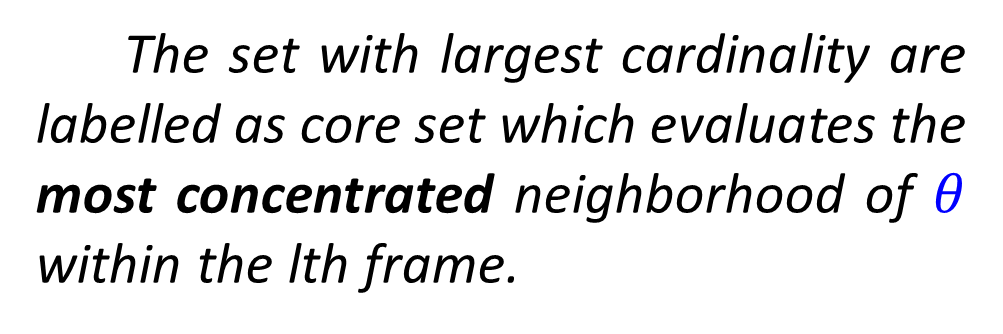 The set with largest cardinality are
labelled as core set which evaluates the
most concentrated neighborhood of θ
within the lth frame.